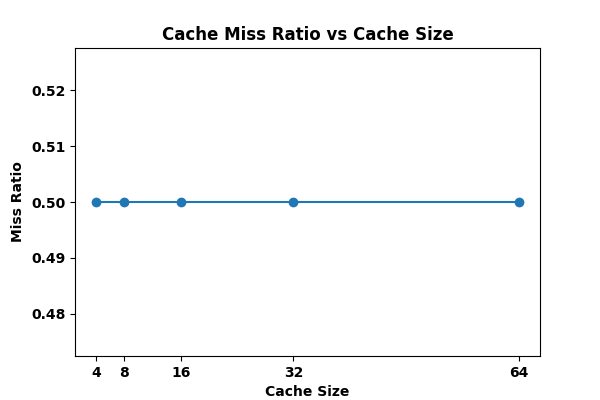 Cache Miss Ratio vs Cache Size
0.52
0.51
0.50
0.49
0.48
Miss Ratio
4 8 16 32 64
Cache Size